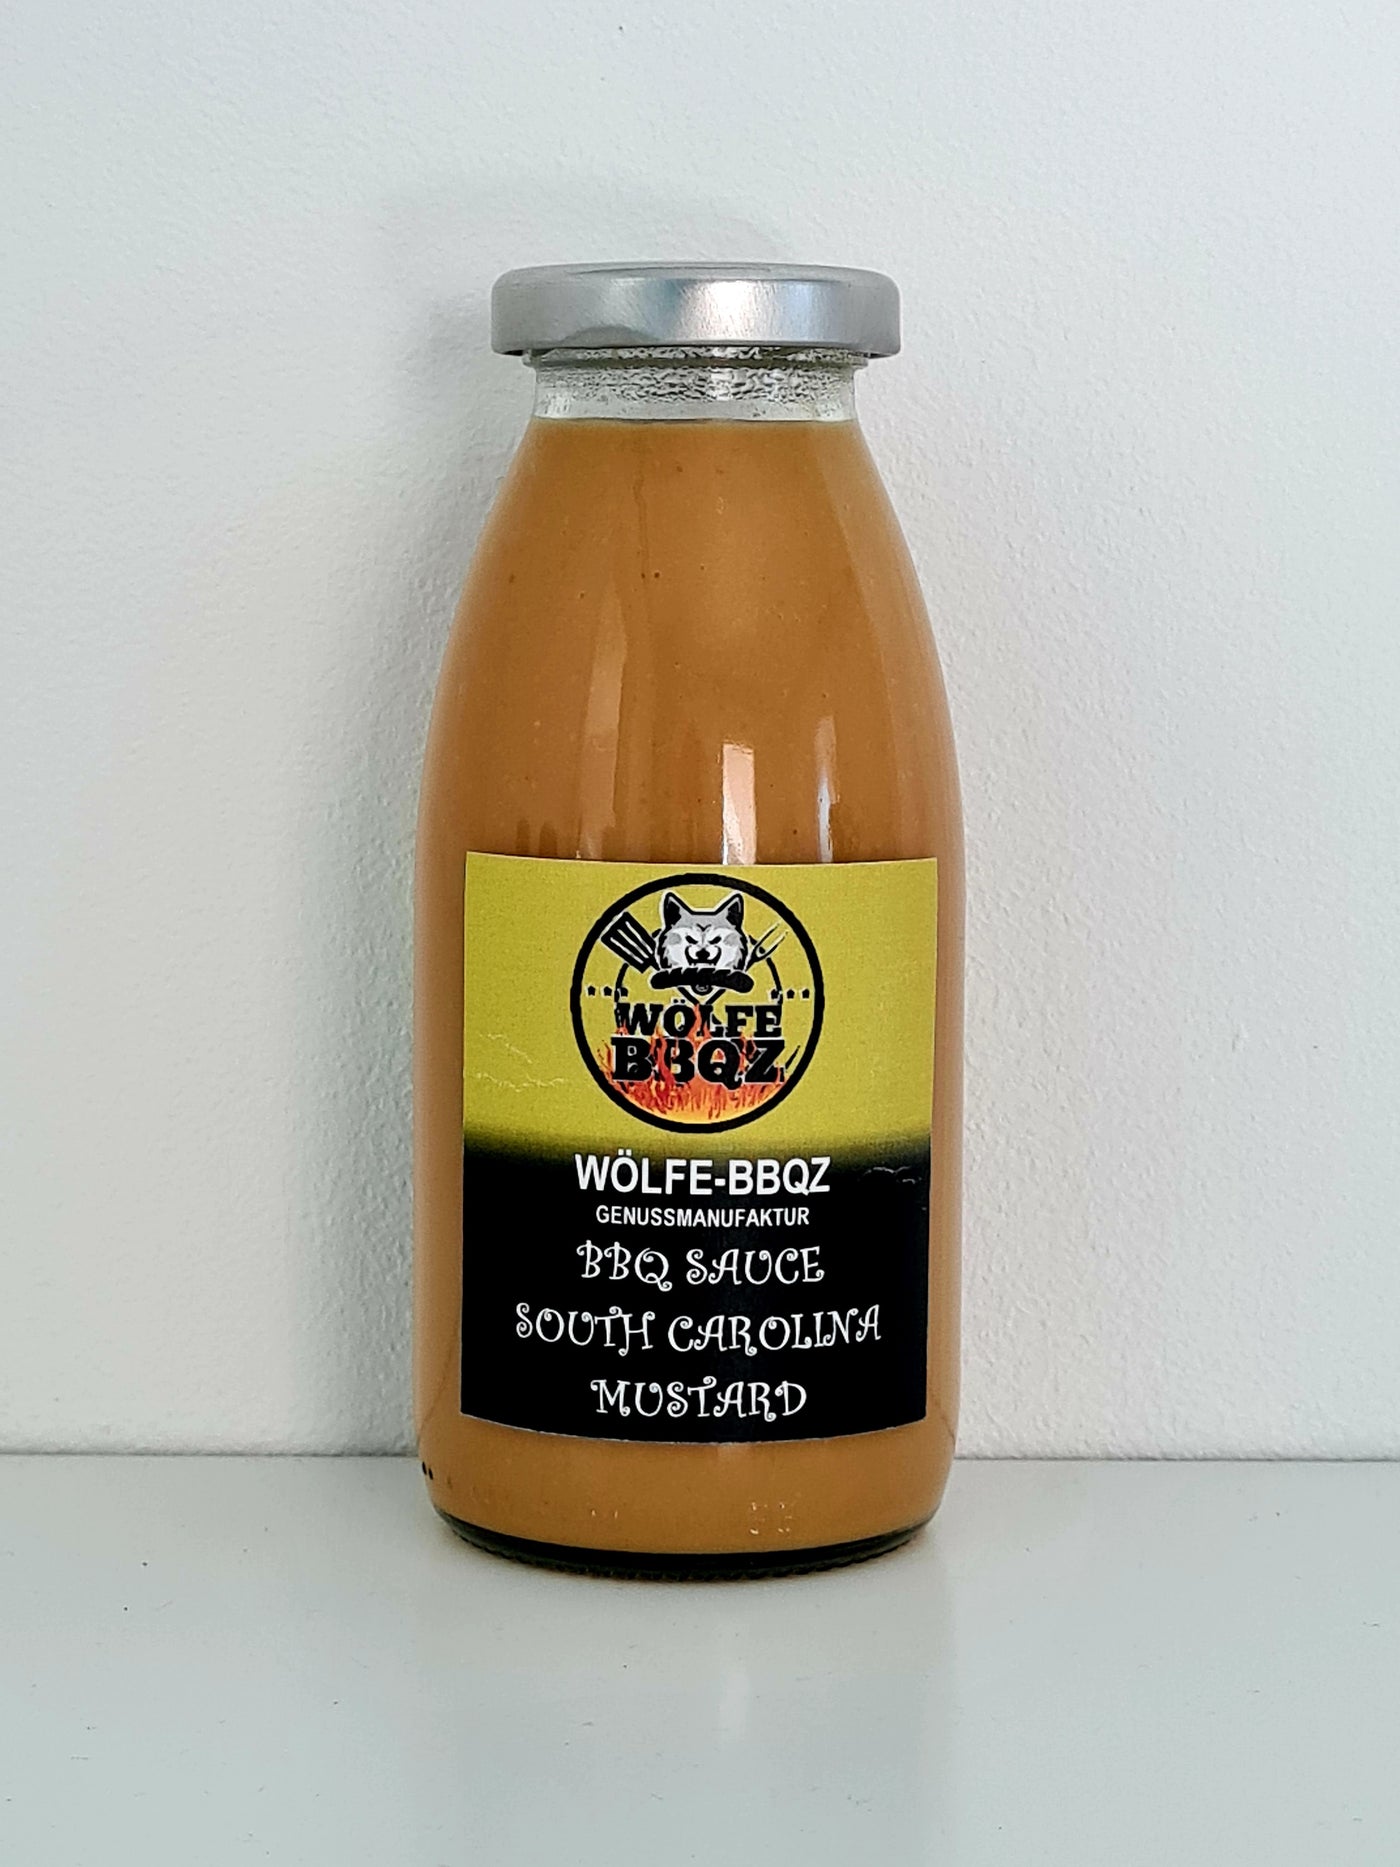 WÖLFE
BBQZ
WÖLFE-BBQZ
GENUSSMANUFAKTUR
BBQ SAUCE
SOUTH CAROLINA
MUSTARD